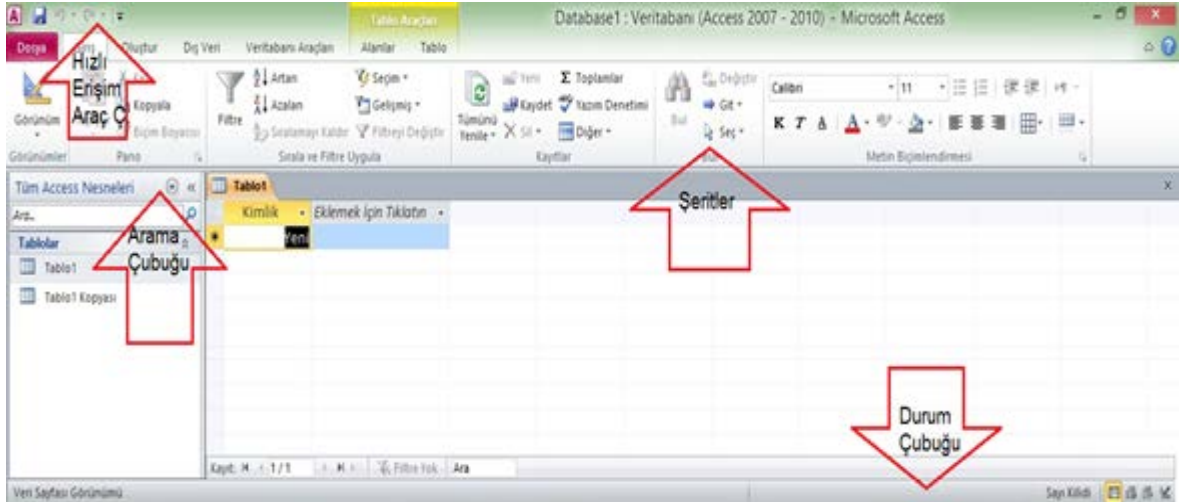 Tablo Araçları
Database1 : Veritabanı (Access 2007 - 2010) - Microsoft Access
Dosya Giriş Oluştur Dış Veri Veritabanı Araçları Alanlar Tablo
Hızlı
Erişim
Araç Ç
Görünüm
Kopyala
Biçim Boyacısı
Filtre
Artan
Azalan
Sıralamayı Kaldır
Seçim
Gelişmiş
Filtreyi Değiştir
Tümünü
Yenile
Yeni
Kaydet
Sil
Toplamlar
Yazım Denetimi
Diğer
Bul
Değiştir
Git
Seç
Calibri 11
K T A
Görünümler Pano Sırala ve Filtre Uygula Kayıtlar Bul Metin Biçimlendirmesi
Şeritler
Tüm Access Nesneleri
Ara...
Tablolar
Tablo1
Tablo1 Kopyası
Arama
Çubuğu
Tablo1
Kimlik Eklemek İçin Tıklatın
Yeni
Durum
Çubuğu
Kayıt: 1 / 1 Filtre Yok Ara
Veri Sayfası Görünümü Sayı Kilidi